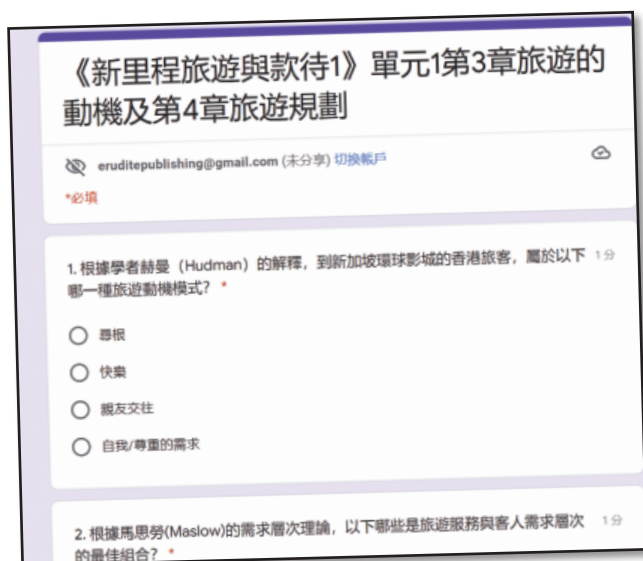 《新里程旅遊與款待1》單元1第3章旅遊的
動機及第4章旅遊規劃
eruditepublishing@gmail.com (未分享) 切換帳戶
*必填
1. 根據學者赫曼（Hudman）的解釋，到新加坡環球影城的香港旅客，屬於以下 1 分
哪一種旅遊動機模式？ *
尋根
快樂
親友交往
自我/尊重的需求
2. 根據馬思勞(Maslow)的需求層次理論，以下哪些是旅遊服務與客人需求層次 1 分
的最佳組合？ *